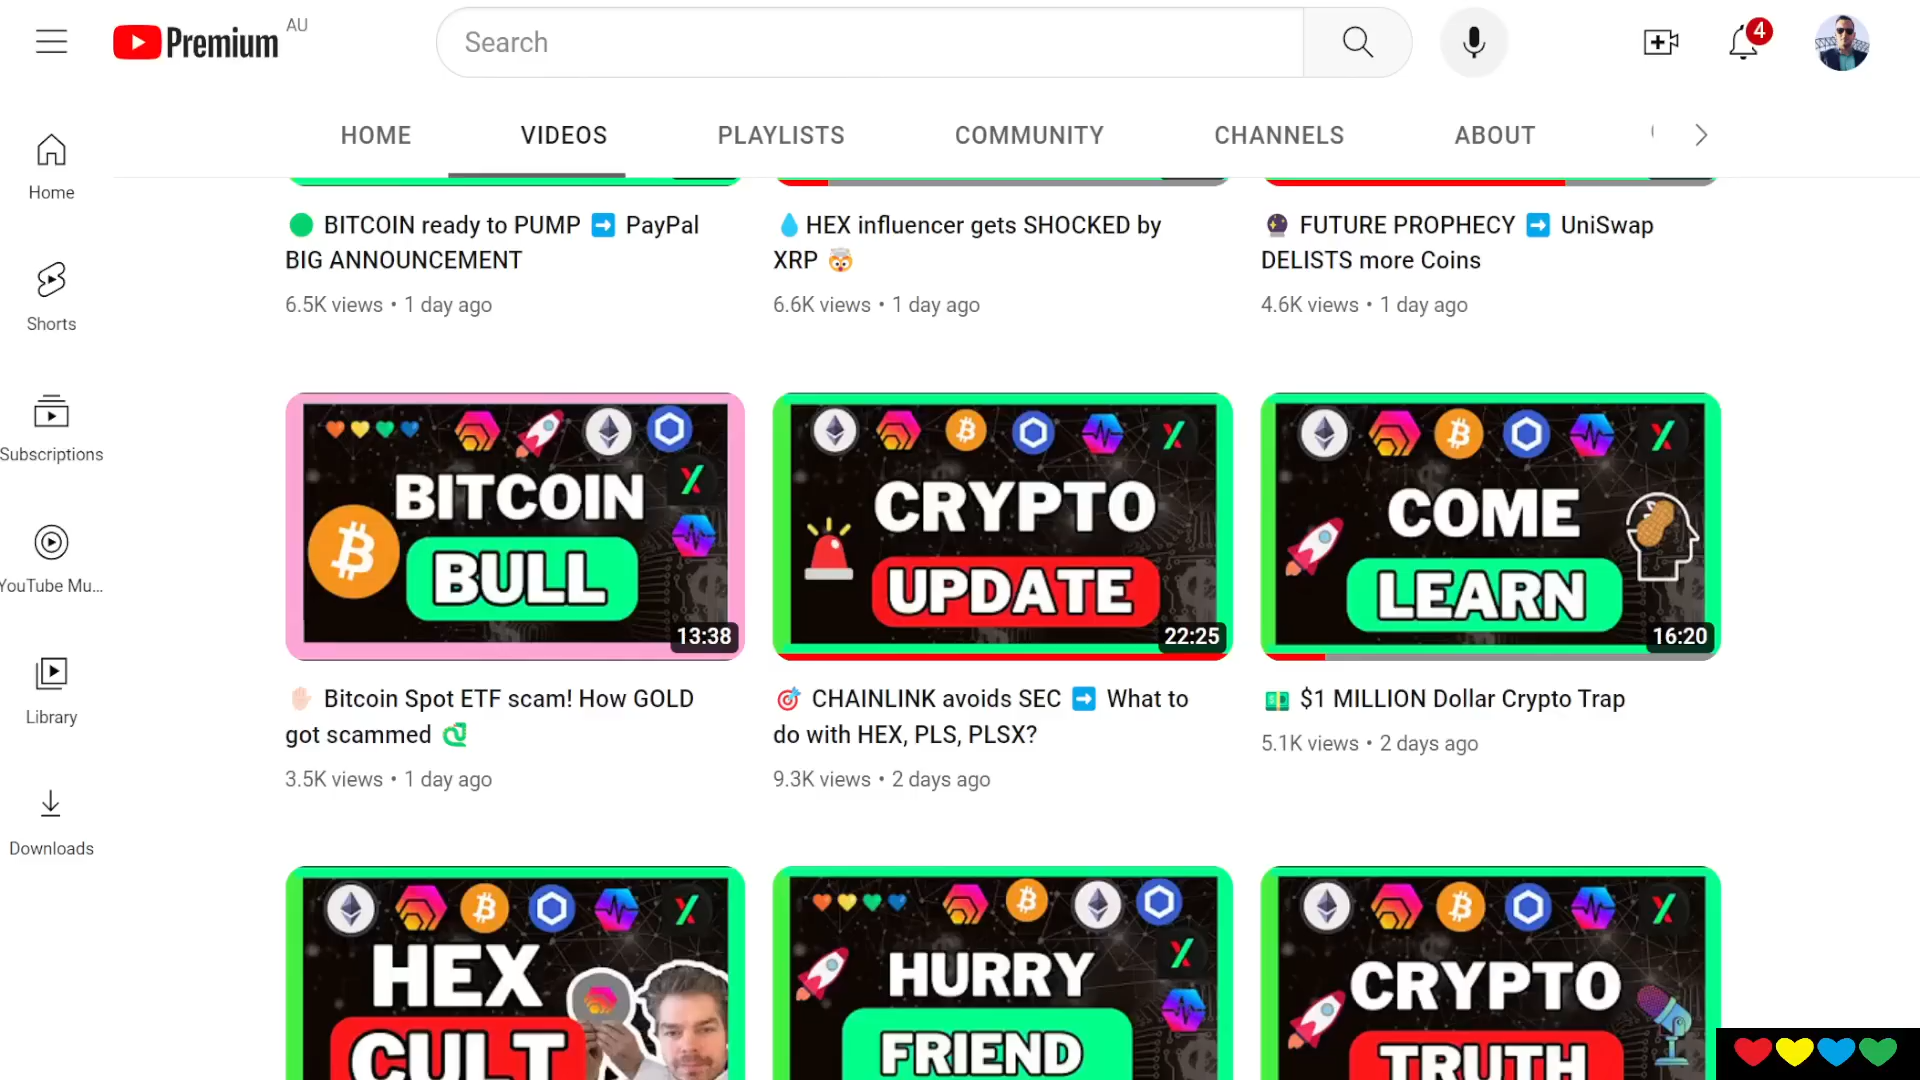 Premium AU
Search
4
HOME VIDEOS PLAYLISTS COMMUNITY CHANNELS ABOUT
Home
Shorts
Subscriptions
YouTube Mu...
Library
Downloads
BITCOIN ready to PUMP ➡ PayPal
BIG ANNOUNCEMENT
6.5K views • 1 day ago
HEX influencer gets SHOCKED by
XRP
6.6K views • 1 day ago
FUTURE PROPHECY ➡ UniSwap
DELISTS more Coins
4.6K views • 1 day ago
BITCOIN
BULL
13:38
Bitcoin Spot ETF scam! How GOLD
got scammed
3.5K views • 1 day ago
CRYPTO
UPDATE
22:25
CHAINLINK avoids SEC ➡ What to
do with HEX, PLS, PLSX?
9.3K views • 2 days ago
COME
LEARN
16:20
$1 MILLION Dollar Crypto Trap
5.1K views • 2 days ago
HEX
CULT
HURRY
FRIEND
CRYPTO
TRUTH